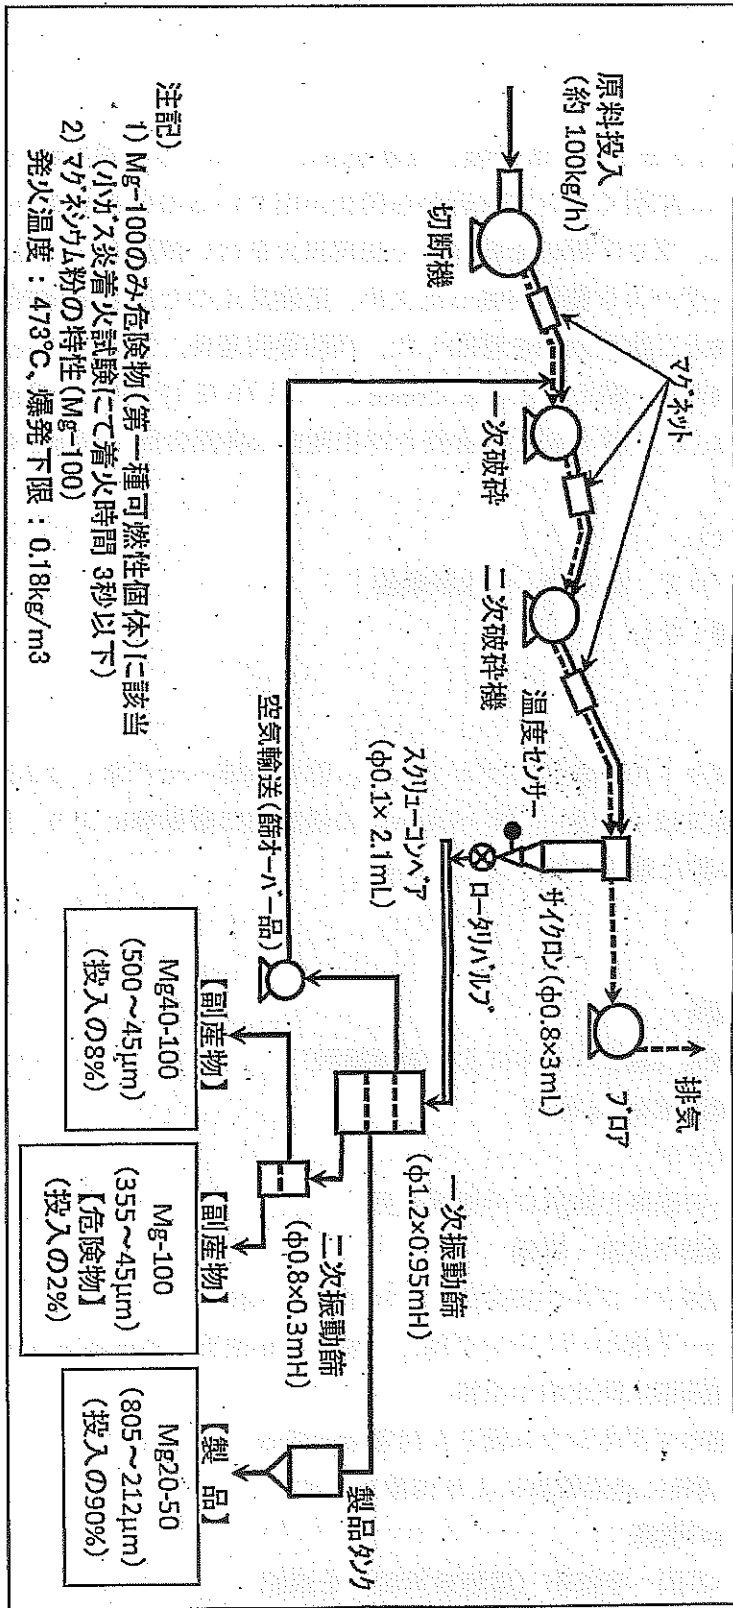 原料投入
(約 100kg/h)
切断機
マグネット
一次破砕
二次破砕機
温度センサー
サイクロン(φ0.8×3mL)
ブロア
排気
ロータリバルブ
スクリューコンベア
(φ0.1×2.1mL)
空気輸送(篩オーバー品)
一次振動篩
(φ1.2×0.95mH)
二次振動篩
(φ0.8×0.3mH)
製品タンク
【副産物】
Mg40-100
(500~45μm)
(投入の8%)
【副産物】
Mg-100
(355~45μm)
【危険物】
(投入の2%)
【製品】
Mg20-50
(805~212μm)
(投入の90%)
注記)
1) Mg-100のみ危険物(第一種可燃性個体)に該当
(小ガス炎着火試験にて着火時間 3秒以下)
2) マグネシウム粉の特性(Mg-100)
発火温度:473℃、爆発下限:0.18kg/m3